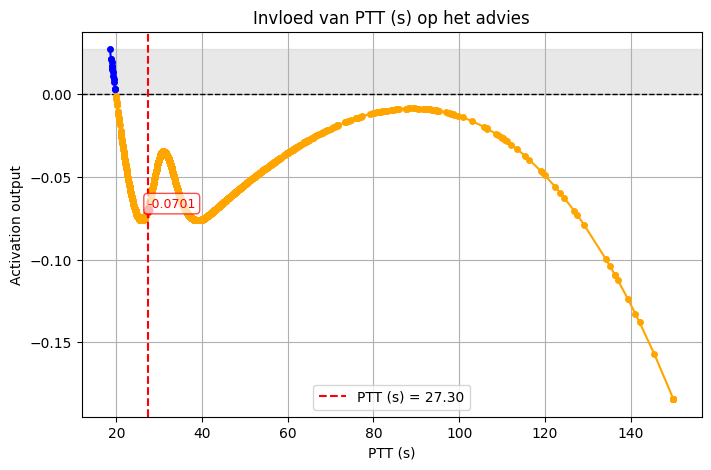 Invloed van PTT (s) op het advies
Activation output
0.00
-0.0701
−0.05
−0.10
−0.15
PTT (s) = 27.30
20 40 60 80 100 120 140
PTT (s)